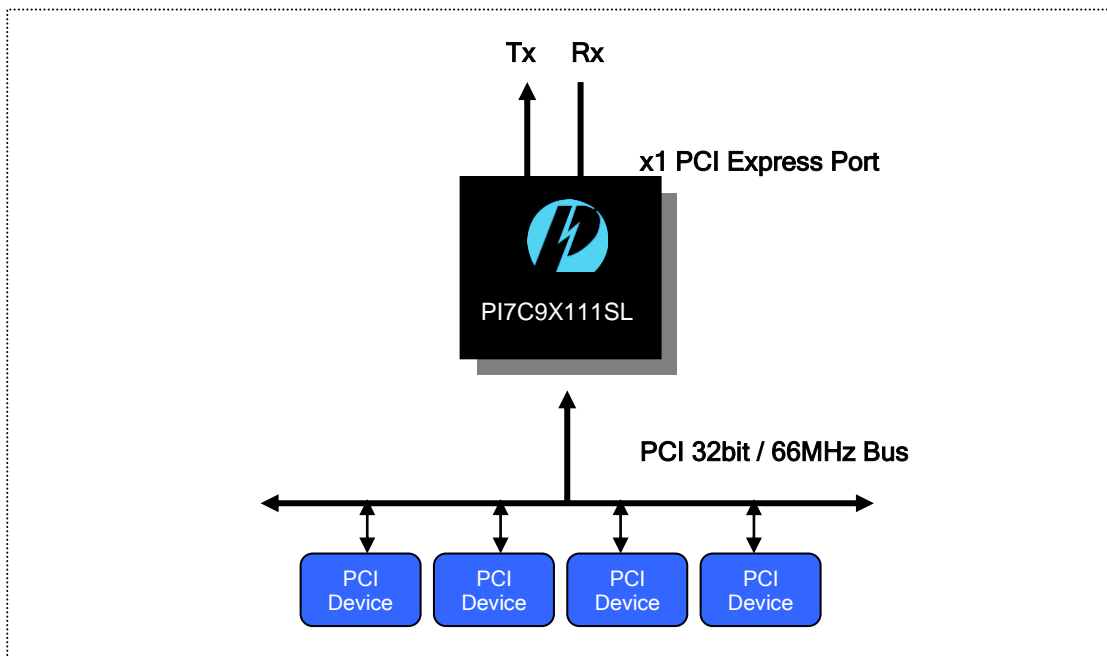 Tx Rx
x1 PCI Express Port
PI7C9X111SL
PCI 32bit / 66MHz Bus
PCI PCI PCI PCI
Device Device Device Device